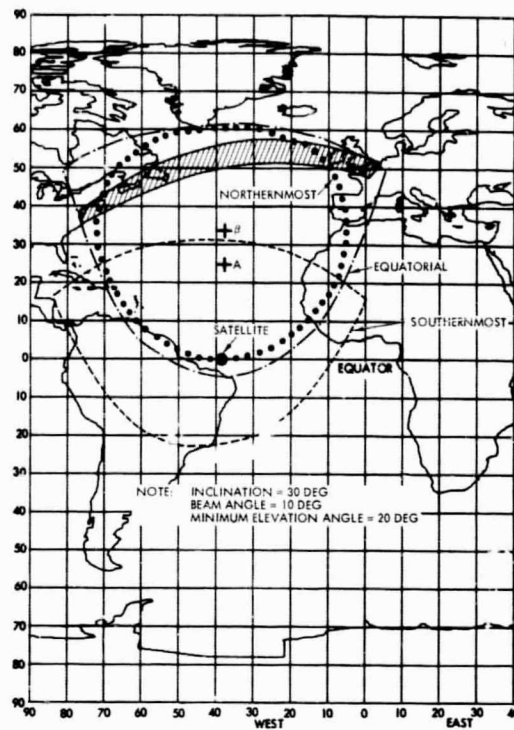 90
80
70
60
50
40
30
20
10
0
10
20
30
40
50
60
70
80
90
NORTHERNMOST
B
A
EQUATORIAL
SATELLITE
SOUTHERNMOST
EQUATOR
NOTE: INCLINATION = 30 DEG
BEAM ANGLE = 10 DEG
MINIMUM ELEVATION ANGLE = 20 DEG
90 80 70 60 50 40 30 20 10 0 10 20 30 40
WEST EAST